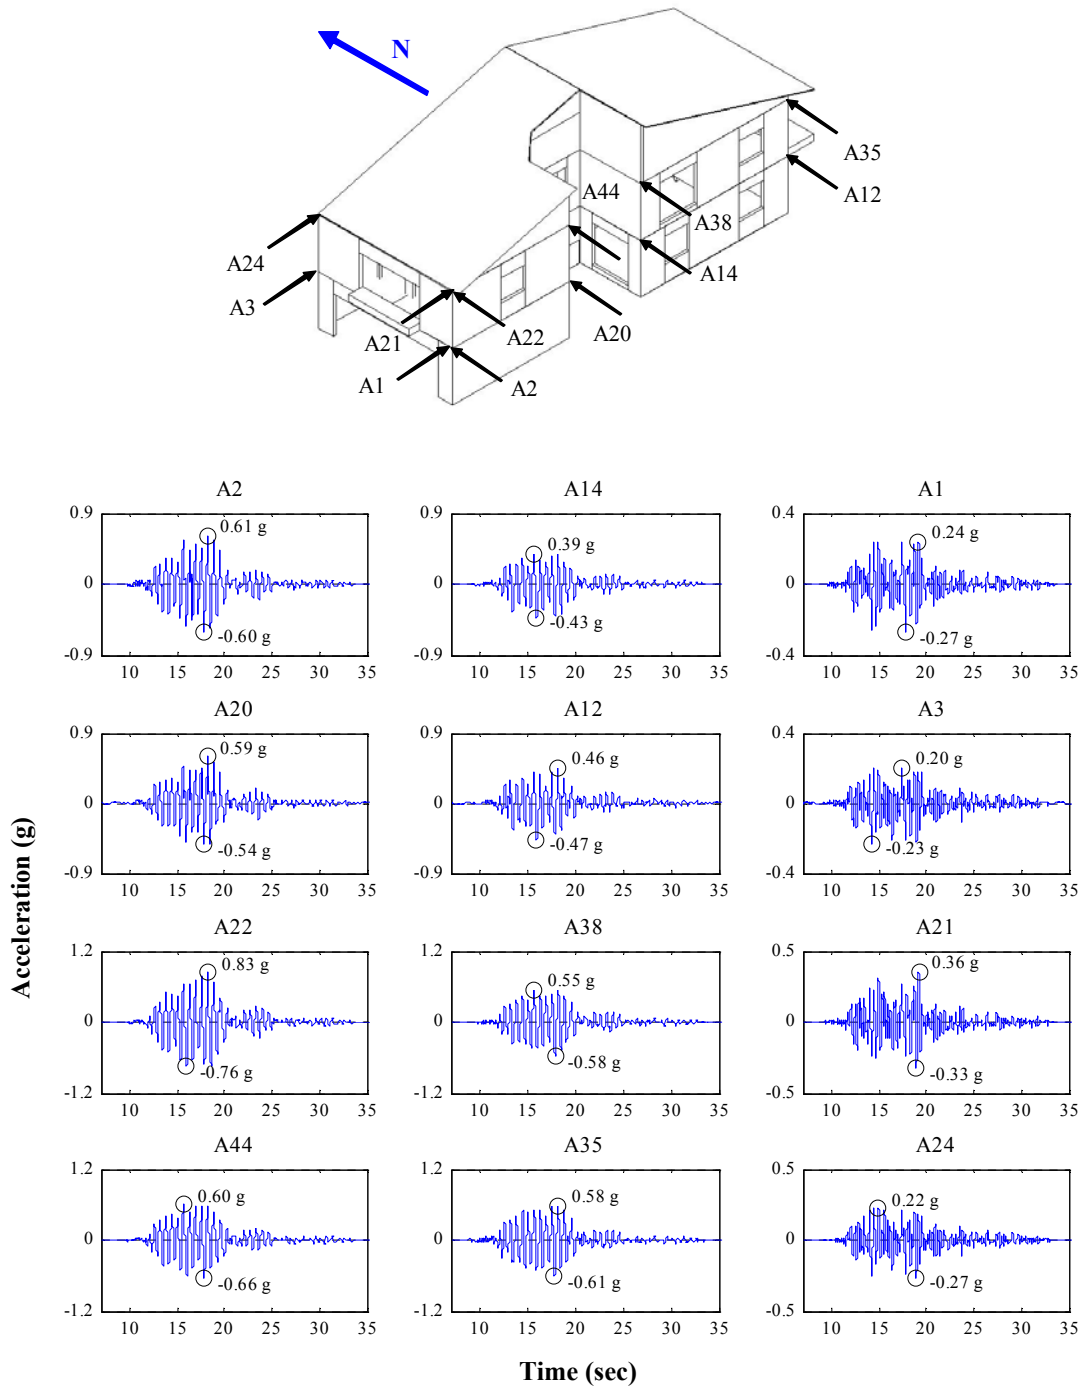 N
A35
A44
A12
A38
A24
A14
A3
A21
A22
A20
A1
A2
A2
A14
A1
0.9
0
-0.9
0.61 g
-0.60 g
10 15 20 25 30 35
0.9
0
-0.9
0.39 g
-0.43 g
10 15 20 25 30 35
0.4
0
-0.4
0.24 g
-0.27 g
10 15 20 25 30 35
A20
A12
A3
0.9
0
-0.9
0.59 g
-0.54 g
10 15 20 25 30 35
0.9
0
-0.9
0.46 g
-0.47 g
10 15 20 25 30 35
0.4
0
-0.4
0.20 g
-0.23 g
10 15 20 25 30 35
Acceleration (g)
A22
A38
A21
1.2
0
-1.2
0.83 g
-0.76 g
10 15 20 25 30 35
1.2
0
-1.2
0.55 g
-0.58 g
10 15 20 25 30 35
0.5
0
-0.5
0.36 g
-0.33 g
10 15 20 25 30 35
A44
A35
A24
1.2
0
-1.2
0.60 g
-0.66 g
10 15 20 25 30 35
1.2
0
-1.2
0.58 g
-0.61 g
10 15 20 25 30 35
0.5
0
-0.5
0.22 g
-0.27 g
10 15 20 25 30 35
Time (sec)